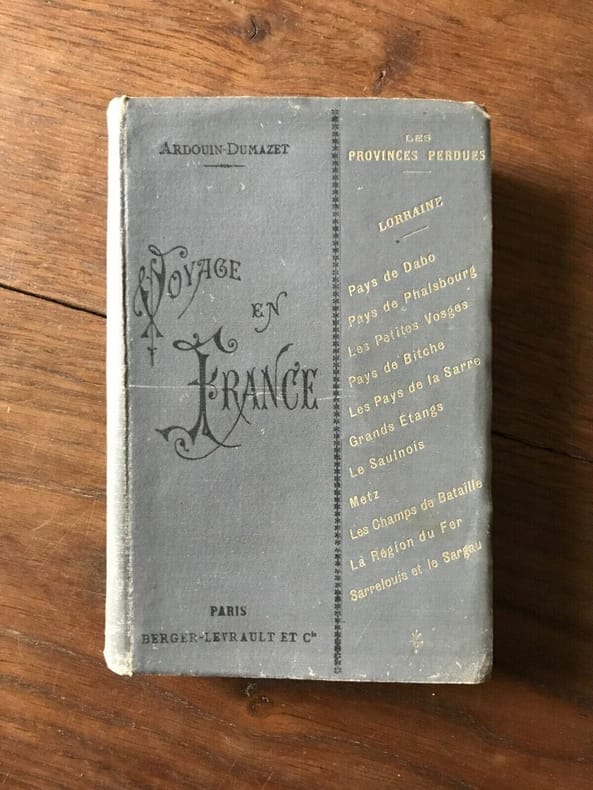 ARDOUIN-DUMAZET
VOYAGE
EN
FRANCE
PARIS
BERGER-LEVRAULT ET Cie
LES
PROVINCES PERDUES
LORRAINE
Pays de Dabo
Pays de Phalsbourg
Les Petites Vosges
Pays de Bitche
Les Pays de la Sarre
Grands Etangs
Le Saulnois
Metz
Les Champs de Bataille
La Région du Fer
Sarrelouis et le Sargau